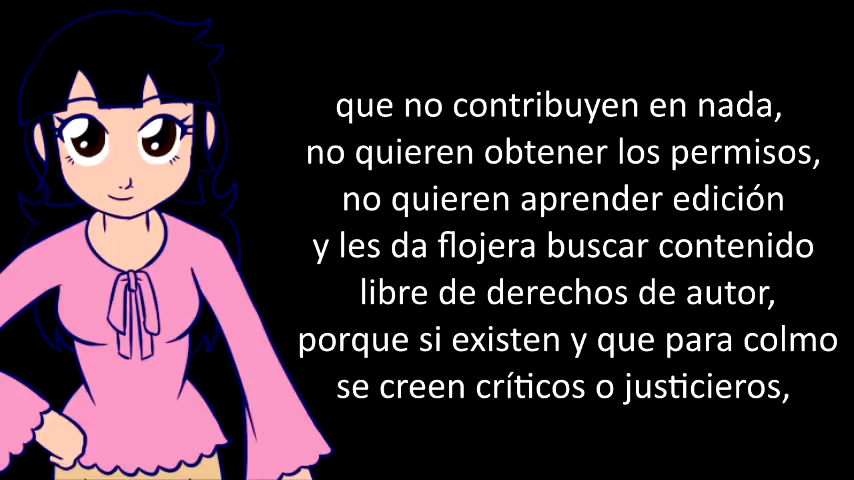 que no contribuyen en nada,
no quieren obtener los permisos,
no quieren aprender edición
y les da flojera buscar contenido
libre de derechos de autor,
porque si existen y que para colmo
se creen críticos o justicieros,